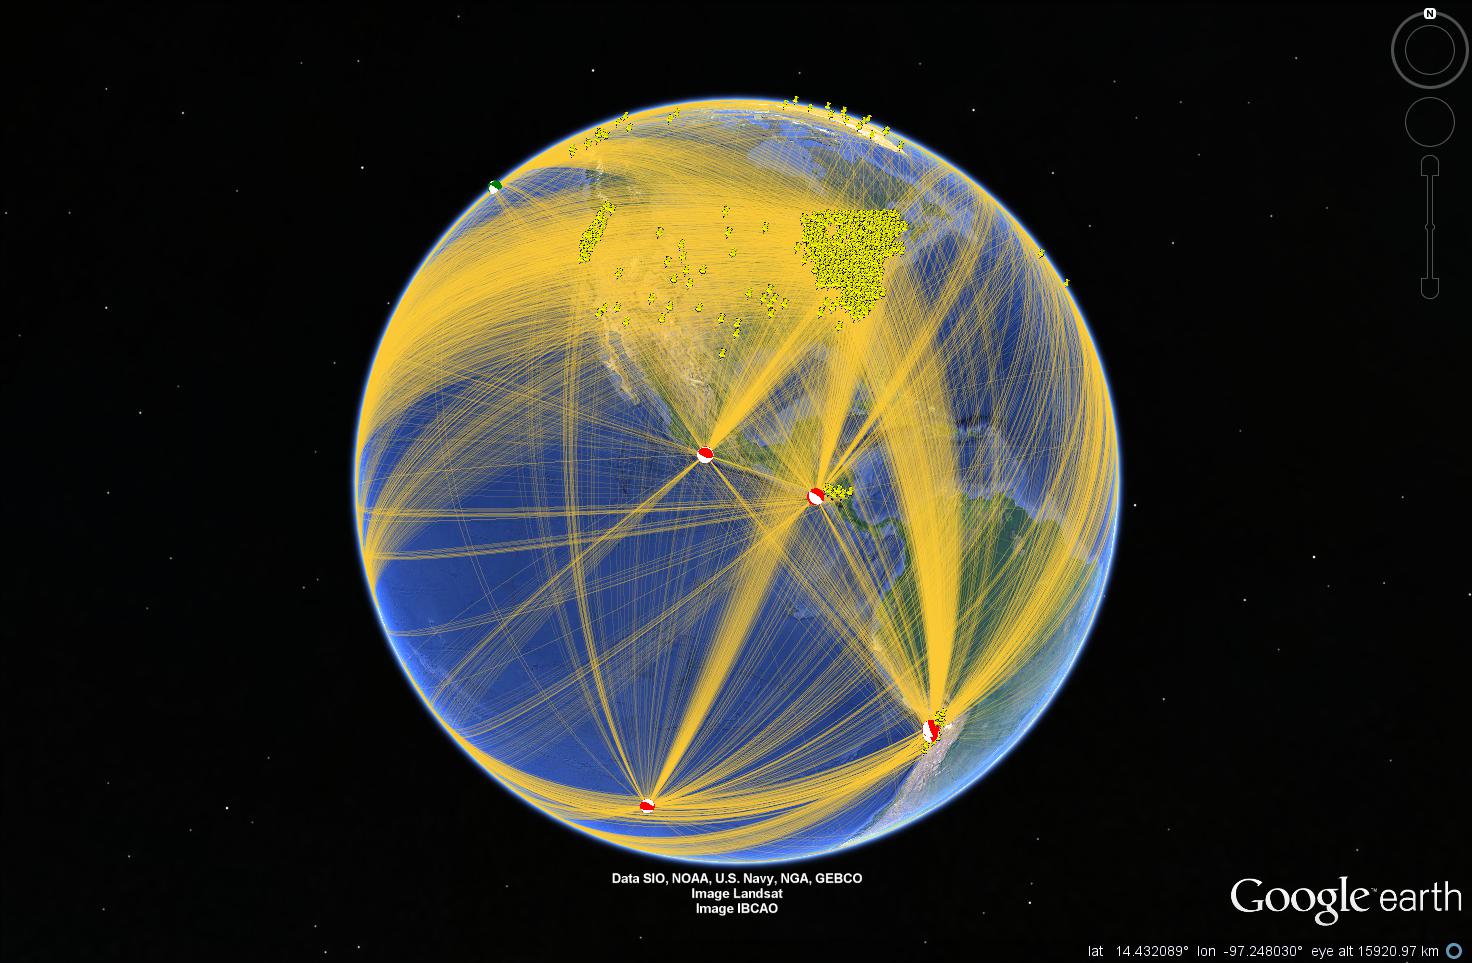 N
Data SIO, NOAA, U.S. Navy, NGA, GEBCO
Image Landsat
Image IBCAO
Google™ earth
lat 14.432089° lon -97.248030° eye alt 15920.97 km